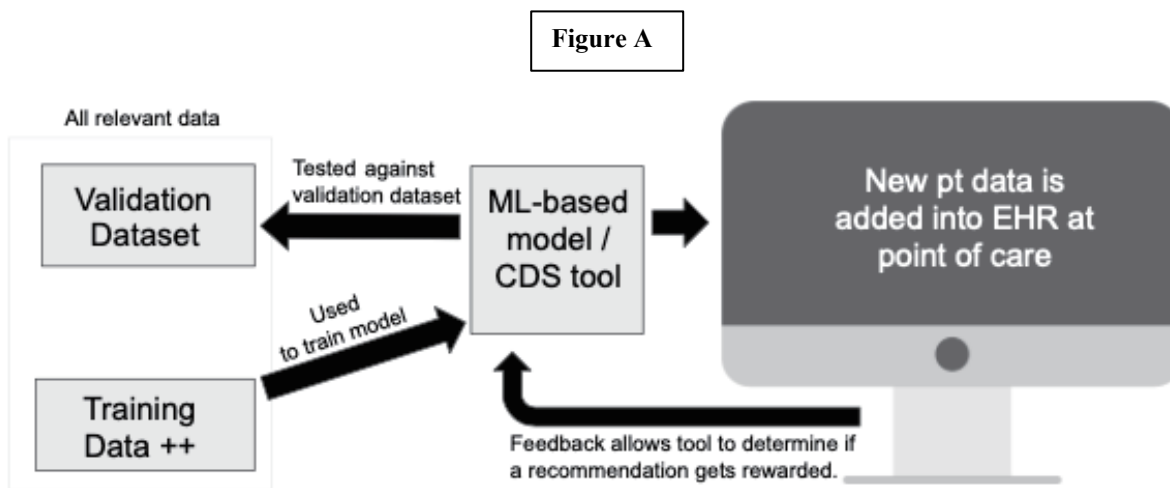 Figure A
All relevant data
Validation
Dataset
Tested against
validation dataset
ML-based
model /
CDS tool
New pt data is
added into EHR at
point of care
Used
to train model
Training
Data ++
Feedback allows tool to determine if
a recommendation gets rewarded.